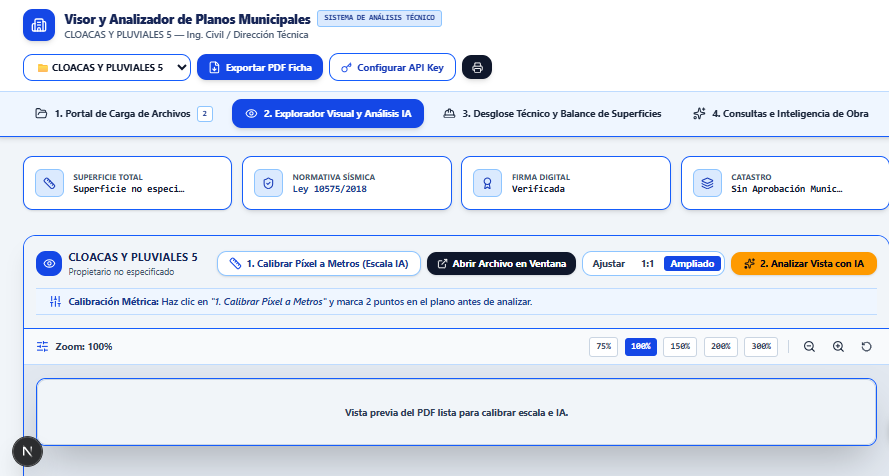 Visor y Analizador de Planos Municipales
SISTEMA DE ANÁLISIS TÉCNICO
CLOACAS Y PLUVIALES 5 — Ing. Civil / Dirección Técnica
CLOACAS Y PLUVIALES 5
Exportar PDF Ficha
Configurar API Key
1. Portal de Carga de Archivos
2
2. Explorador Visual y Análisis IA
3. Desglose Técnico y Balance de Superficies
4. Consultas e Inteligencia de Obra
SUPERFICIE TOTAL
Superficie no especi…
NORMATIVA SÍSMICA
Ley 10575/2018
FIRMA DIGITAL
Verificada
CATASTRO
Sin Aprobación Munic…
CLOACAS Y PLUVIALES 5
Propietario no especificado
1. Calibrar Píxel a Metros (Escala IA)
Abrir Archivo en Ventana
Ajustar
1:1
Ampliado
2. Analizar Vista con IA
Calibración Métrica: Haz clic en "1. Calibrar Píxel a Metros" y marca 2 puntos en el plano antes de analizar.
Zoom: 100%
75%
100%
150%
200%
300%
Vista previa del PDF lista para calibrar escala e IA.
N